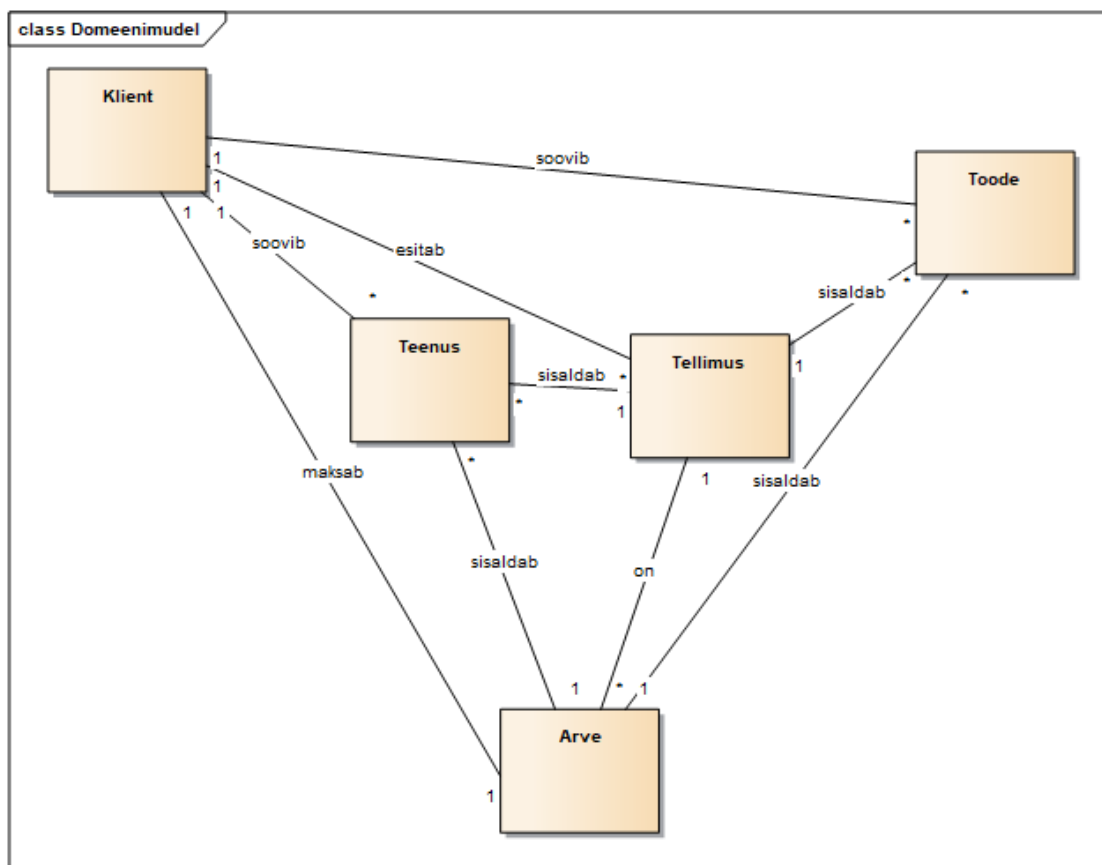 class Domeenimudel
Klient
soovib
Toode
1
1
1
1
*
soovib
esitab
*
sisaldab
*
*
Teenus
Tellimus
sisaldab
*
1
*
1
maksab
*
1
sisaldab
sisaldab
on
1
*
1
Arve
1